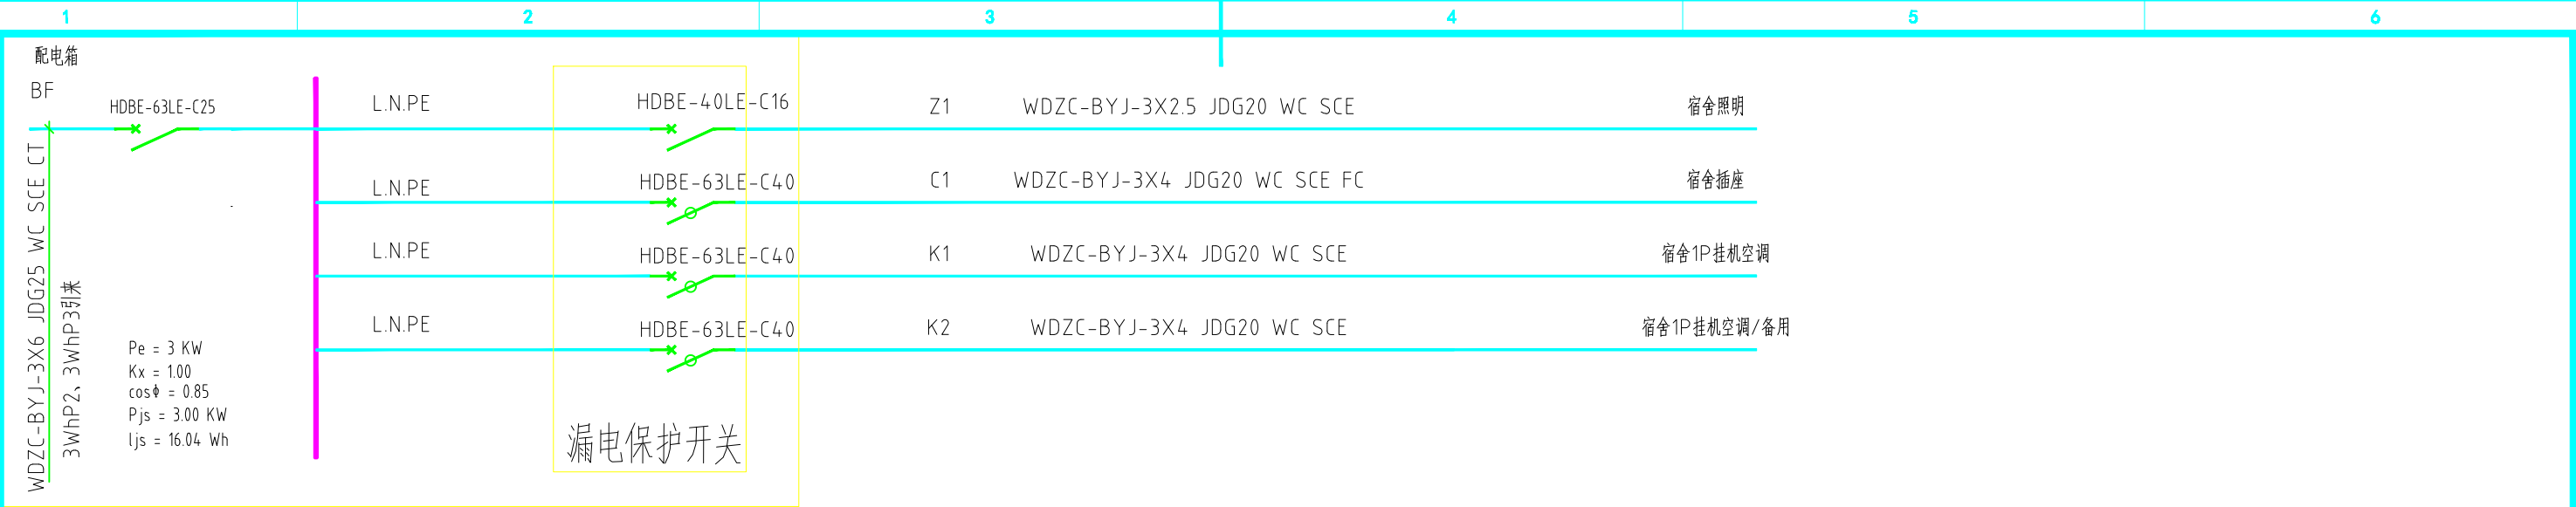 1 2 3 4 5 6
配电箱
BF
HDBE-63LE-C25
L.N.PE HDBE-40LE-C16 Z1 WDZC-BYJ-3X2.5 JDG20 WC SCE 宿舍照明
L.N.PE HDBE-63LE-C40 C1 WDZC-BYJ-3X4 JDG20 WC SCE FC 宿舍插座
L.N.PE HDBE-63LE-C40 K1 WDZC-BYJ-3X4 JDG20 WC SCE 宿舍1P挂机空调
L.N.PE HDBE-63LE-C40 K2 WDZC-BYJ-3X4 JDG20 WC SCE 宿舍1P挂机空调/备用
WDZC-BYJ-3X6 JDG25 WC SCE CT
3WhP2、3WhP3引来
Pe = 3 KW
Kx = 1.00
cosΦ = 0.85
Pjs = 3.00 KW
Ijs = 16.04 Wh
漏电保护开关